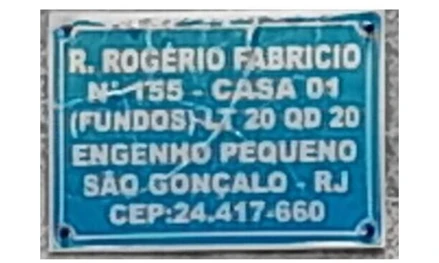 R. ROGÉRIO FABRICIO
N° 155 - CASA 01
(FUNDOS) LT 20 QD 20
ENGENHO PEQUENO
SÃO GONÇALO - RJ
CEP:24.417-660